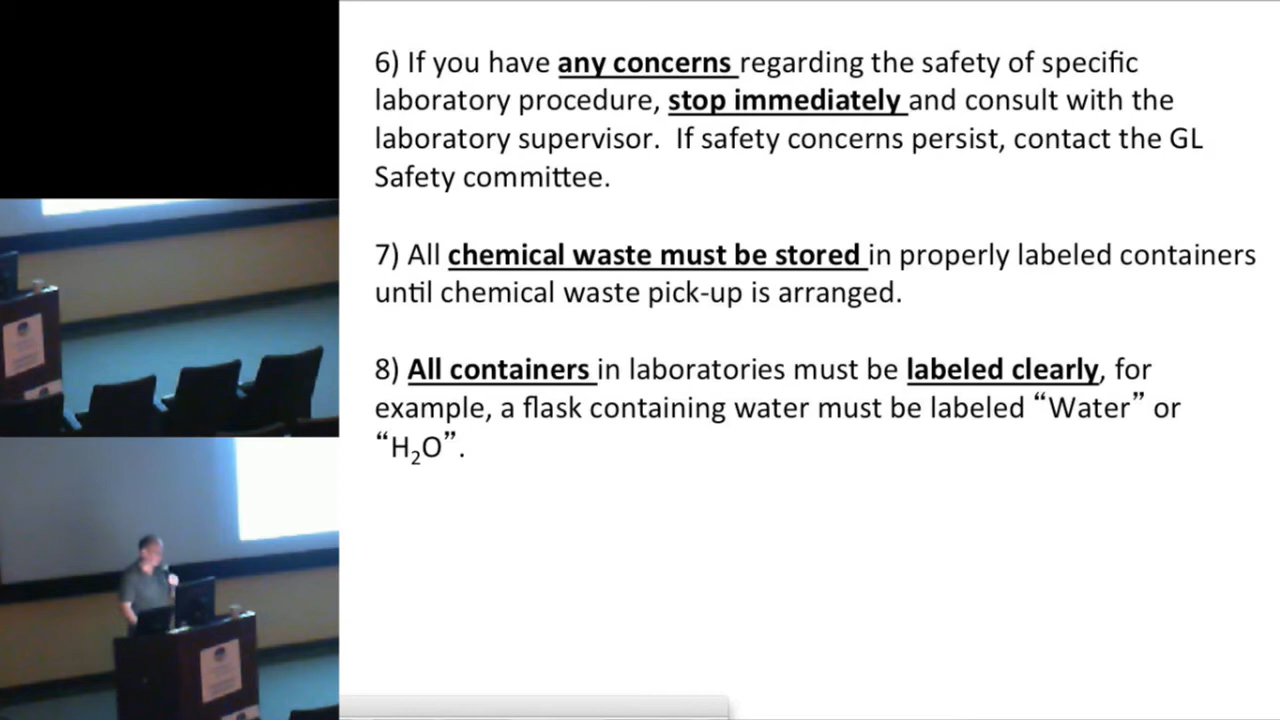 6) If you have any concerns regarding the safety of specific
laboratory procedure, stop immediately and consult with the
laboratory supervisor.  If safety concerns persist, contact the GL
Safety committee.
7) All chemical waste must be stored in properly labeled containers
until chemical waste pick-up is arranged.
8) All containers in laboratories must be labeled clearly, for
example, a flask containing water must be labeled “Water” or
“H₂O”.